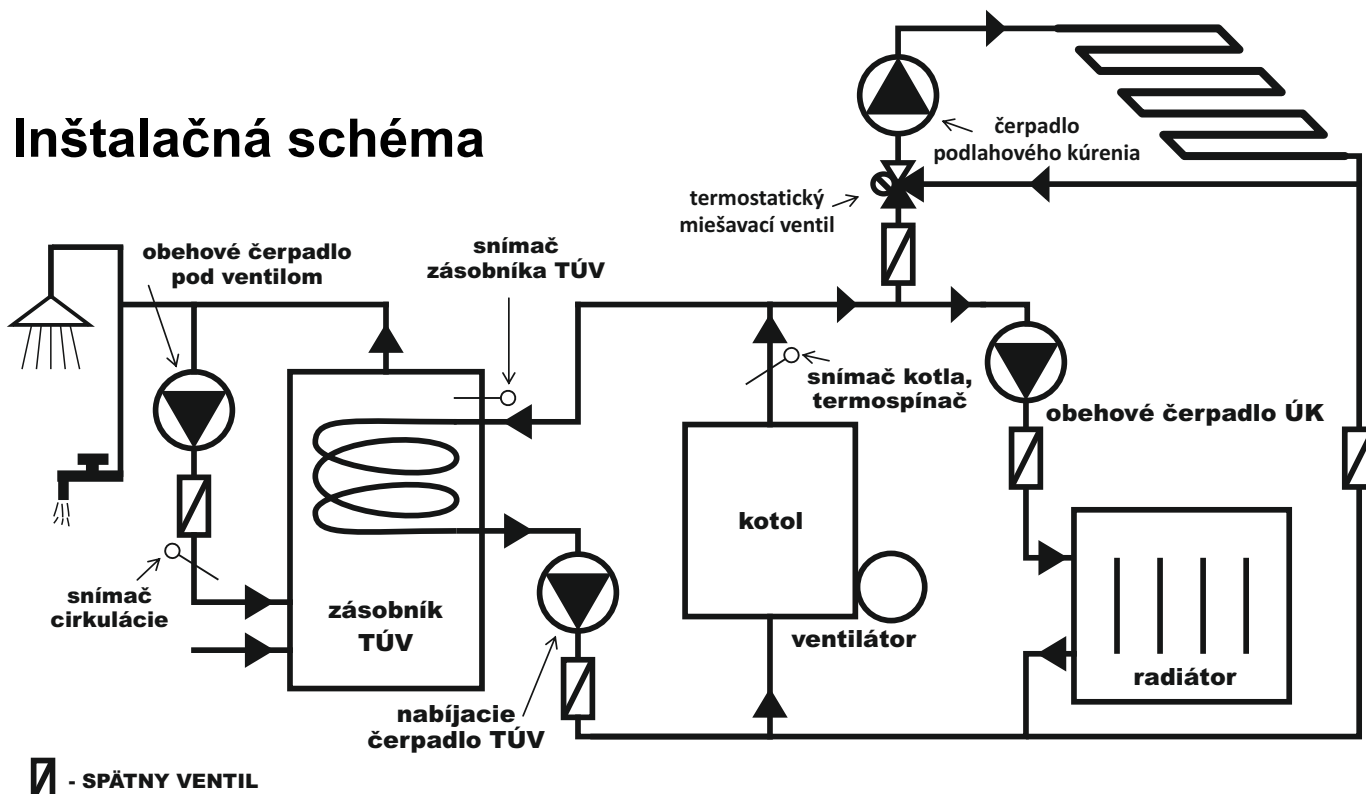 Inštalačná schéma
čerpadlo
podlahového kúrenia
termostatický
miešavací ventil
obehové čerpadlo
pod ventilom
snímač
zásobníka TÚV
snímač kotla,
termospínač
obehové čerpadlo ÚK
kotol
snímač
cirkulácie
zásobník
TÚV
ventilátor
radiátor
nabíjacie
čerpadlo TÚV
- SPÄTNY VENTIL